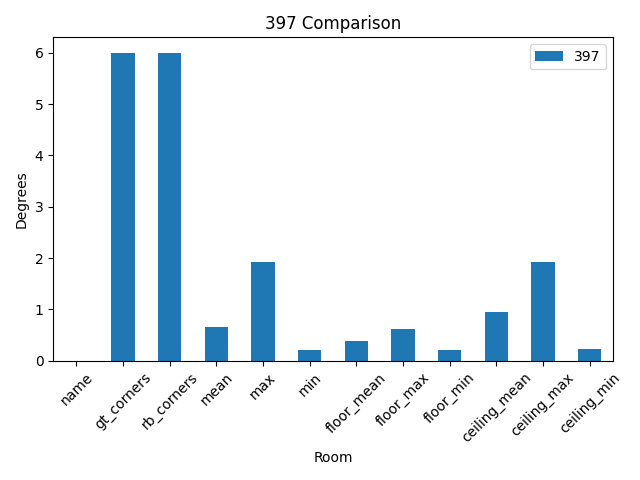 397 Comparison
397
Degrees
6
5
4
3
2
1
0
name
gt_corners
rb_corners
mean
max
min
floor_mean
floor_max
floor_min
ceiling_mean
ceiling_max
ceiling_min
Room